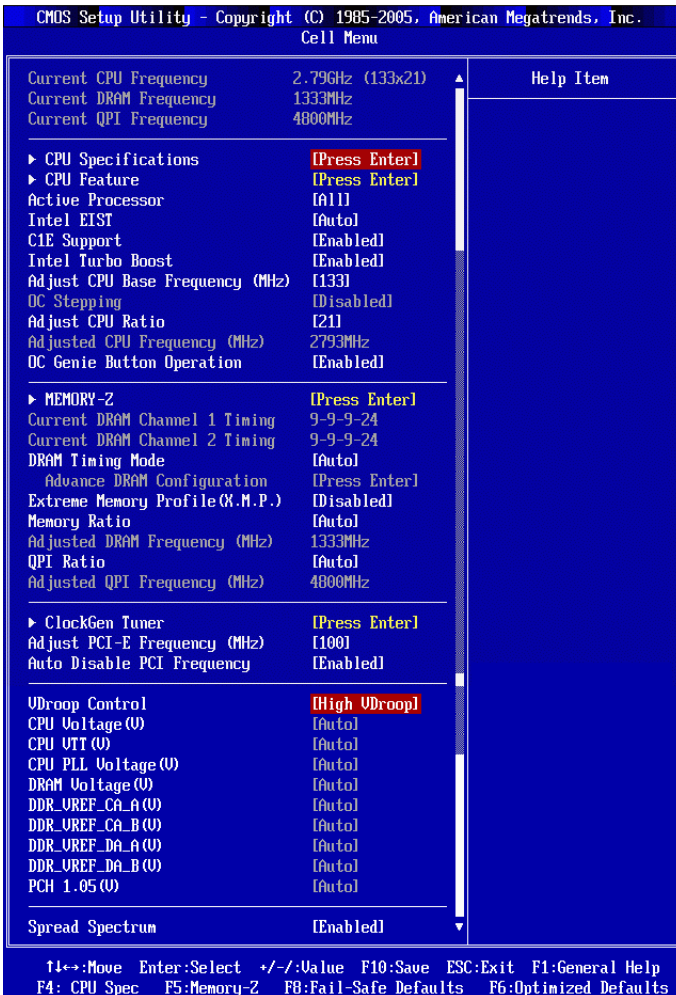 CMOS Setup Utility - Copyright (C) 1985-2005, American Megatrends, Inc.
Cell Menu
Current CPU Frequency 2.79GHz (133x21)
Current DRAM Frequency 1333MHz
Current QPI Frequency 4800MHz
Help Item
▶ CPU Specifications [Press Enter]
▶ CPU Feature [Press Enter]
Active Processor [All]
Intel EIST [Auto]
C1E Support [Enabled]
Intel Turbo Boost [Enabled]
Adjust CPU Base Frequency (MHz) [133]
OC Stepping [Disabled]
Adjust CPU Ratio [21]
Adjusted CPU Frequency (MHz) 2793MHz
OC Genie Button Operation [Enabled]
▶ MEMORY-Z [Press Enter]
Current DRAM Channel 1 Timing 9-9-9-24
Current DRAM Channel 2 Timing 9-9-9-24
DRAM Timing Mode [Auto]
Advance DRAM Configuration [Press Enter]
Extreme Memory Profile(X.M.P.) [Disabled]
Memory Ratio [Auto]
Adjusted DRAM Frequency (MHz) 1333MHz
QPI Ratio [Auto]
Adjusted QPI Frequency (MHz) 4800MHz
▶ ClockGen Tuner [Press Enter]
Adjust PCI-E Frequency (MHz) [100]
Auto Disable PCI Frequency [Enabled]
VDroop Control [High VDroop]
CPU Voltage(V) [Auto]
CPU VTT(V) [Auto]
CPU PLL Voltage(V) [Auto]
DRAM Voltage(V) [Auto]
DDR_VREF_CA_A(V) [Auto]
DDR_VREF_CA_B(V) [Auto]
DDR_VREF_DA_A(V) [Auto]
DDR_VREF_DA_B(V) [Auto]
PCH 1.05(V) [Auto]
Spread Spectrum [Enabled]
↑↓←→:Move Enter:Select +/-/:Value F10:Save ESC:Exit F1:General Help
F4: CPU Spec F5:Memory-Z F8:Fail-Safe Defaults F6:Optimized Defaults